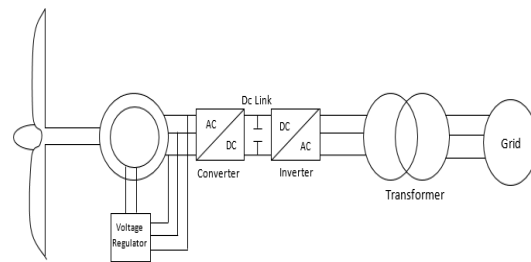 Dc Link
AC
DC
DC
AC
Grid
Converter
Inverter
Transformer
Voltage
Regulator